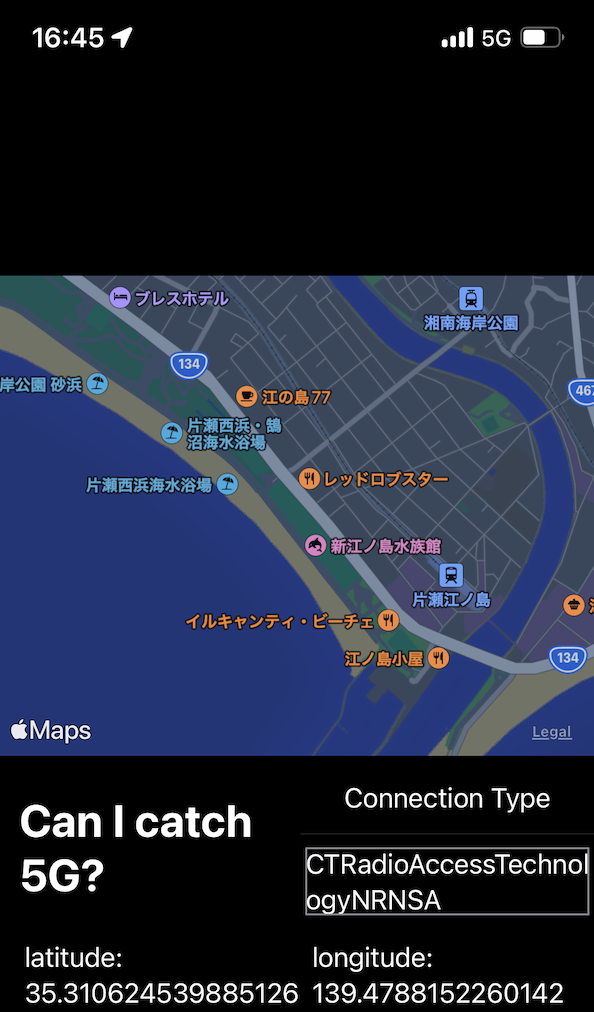 16:45
5G
ブレスホテル
湘南海岸公園
134
467
岸公園 砂浜
江の島77
片瀬西浜・鵠
沼海水浴場
レッドロブスター
片瀬西浜海水浴場
新江ノ島水族館
片瀬江ノ島
イルキャンティ・ビーチェ
江ノ島小屋
134
Maps
Legal
Connection Type
Can I catch
5G?
CTRadioAccessTechnol
ogyNRNSA
latitude:
35.310624539885126
longitude:
139.4788152260142